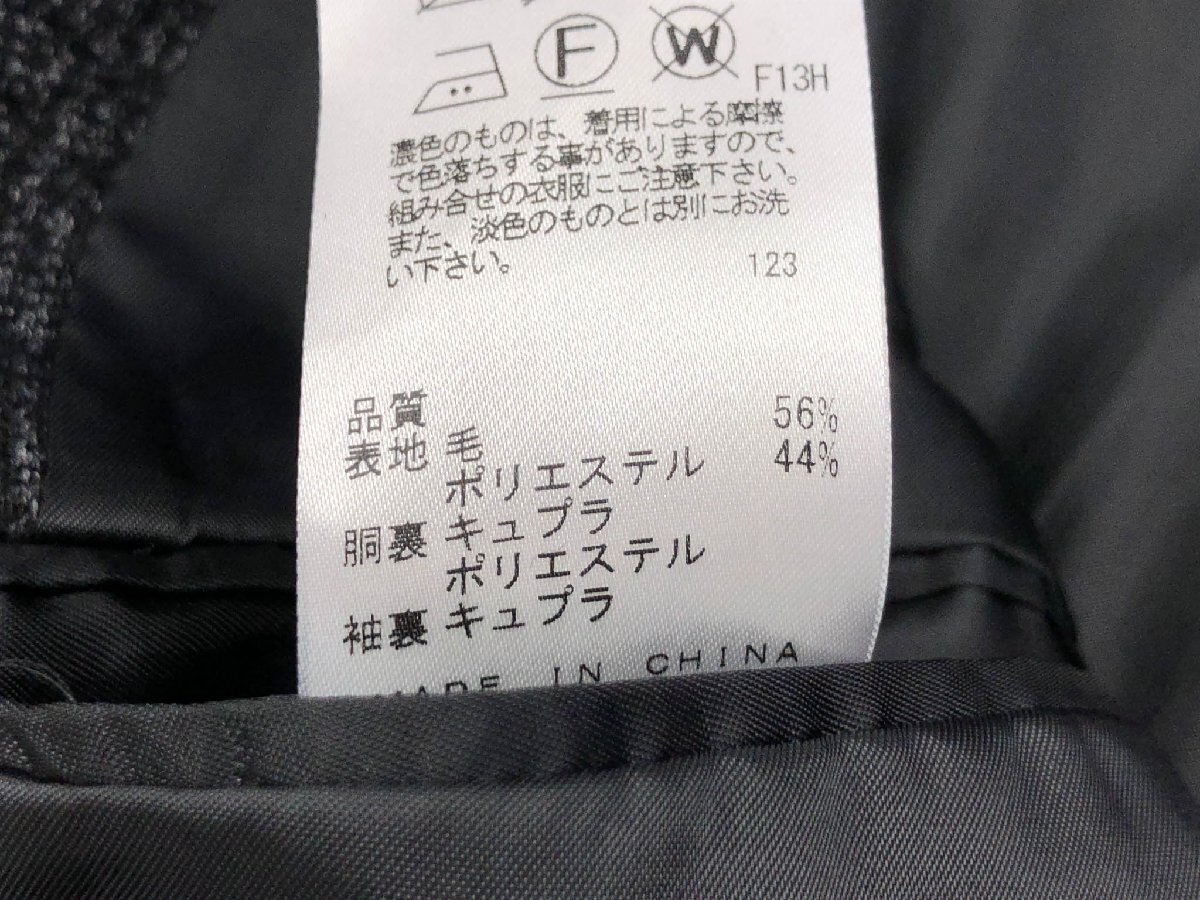 F
W
F13H
濃色のものは、着用による摩擦
で色落ちする事がありますので、
組み合せの衣服にご注意下さい。
また、淡色のものとは別にお洗
い下さい。
123
品質
表地 毛 56%
ポリエステル 44%
胴裏 キュプラ
ポリエステル
袖裏 キュプラ
MADE IN CHINA